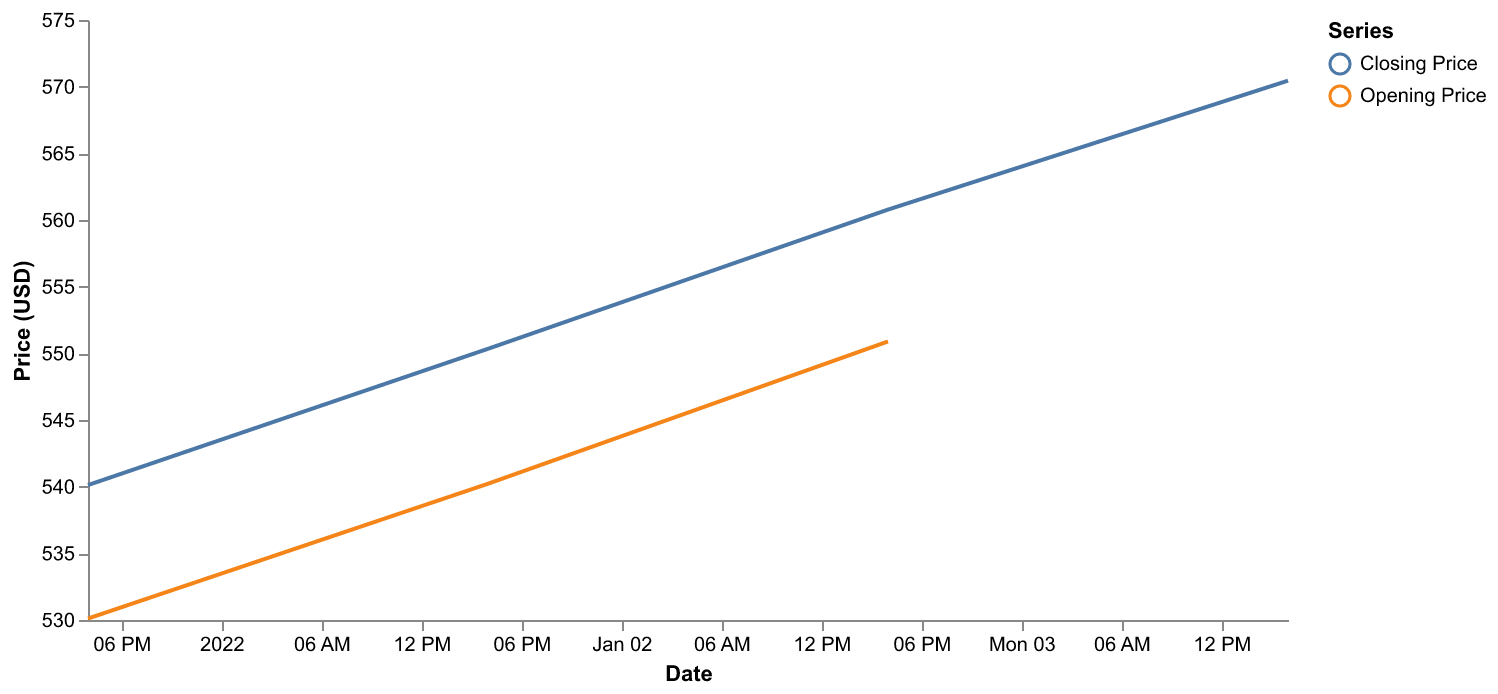 575
570
565
560
555
550
545
540
535
530
Price (USD)
06 PM 2022 06 AM 12 PM 06 PM Jan 02 06 AM 12 PM 06 PM Mon 03 06 AM 12 PM
Date
Series
Closing Price
Opening Price